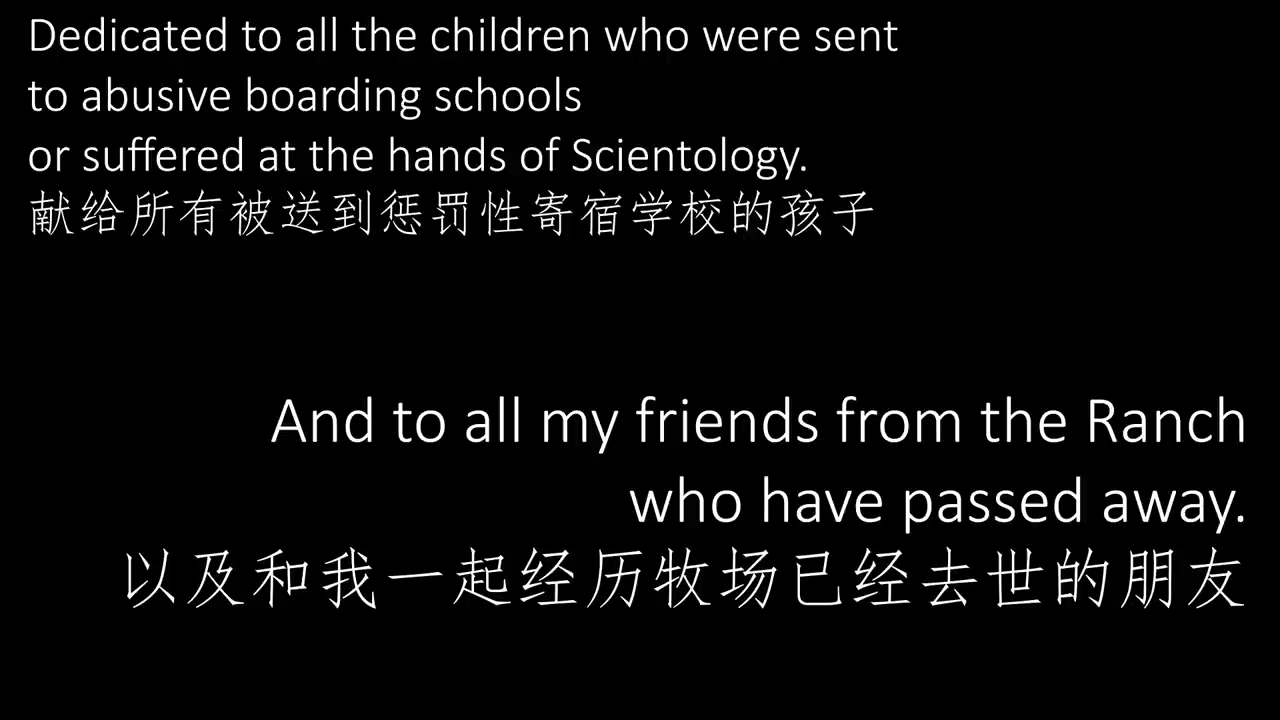 Dedicated to all the children who were sent
to abusive boarding schools
or suffered at the hands of Scientology.
献给所有被送到惩罚性寄宿学校的孩子
And to all my friends from the Ranch
who have passed away.
以及和我一起经历牧场已经去世的朋友